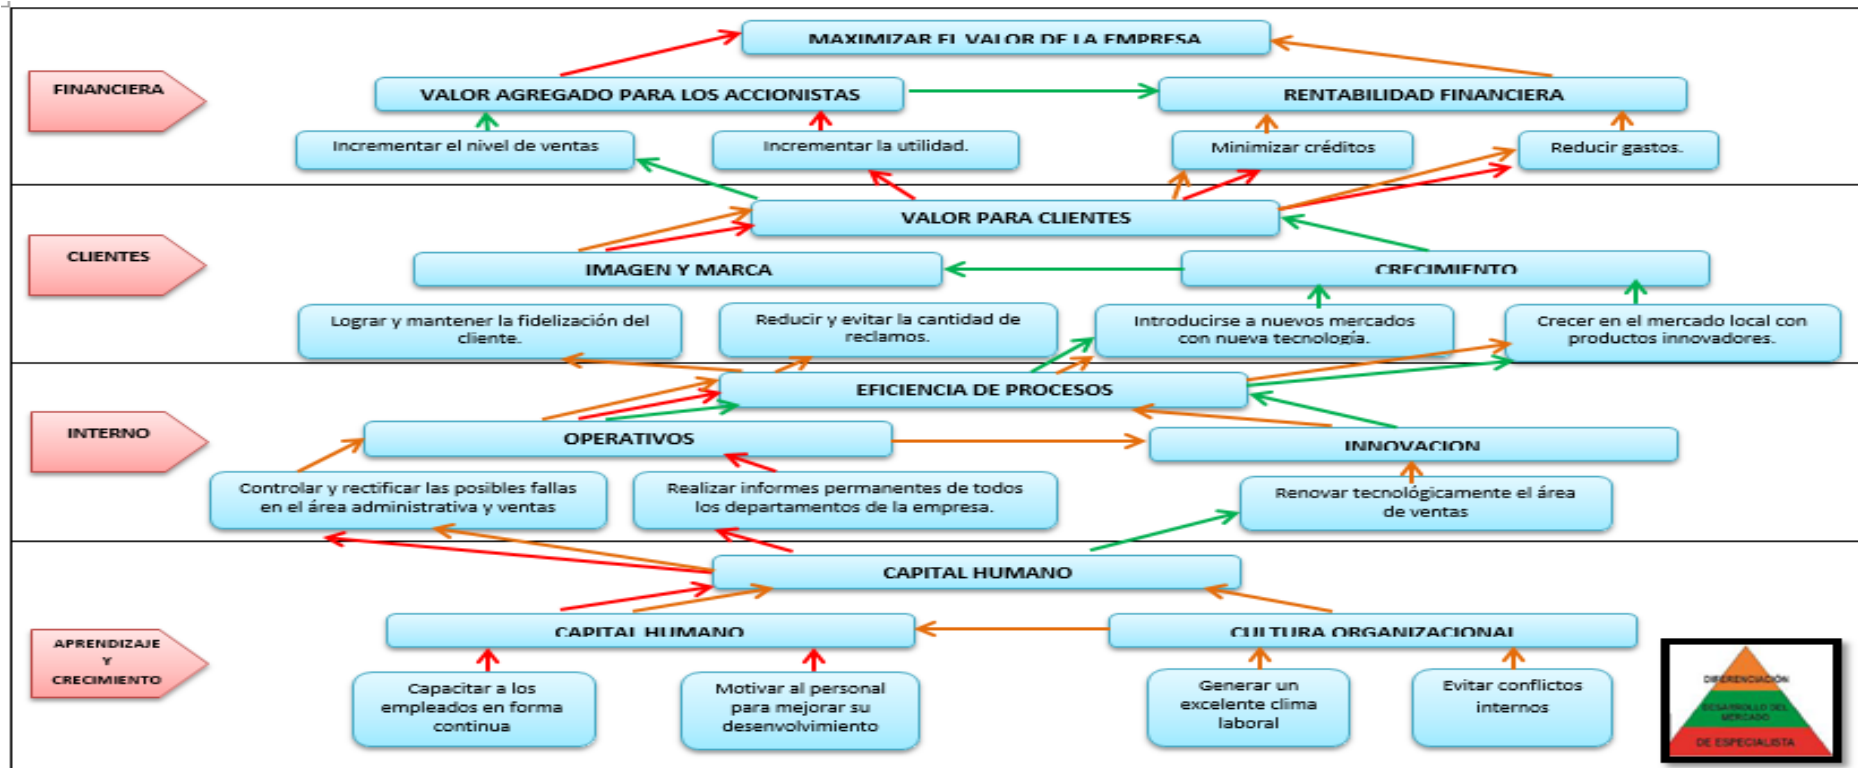 MAXIMIZAR EL VALOR DE LA EMPRESA
FINANCIERA
VALOR AGREGADO PARA LOS ACCIONISTAS
RENTABILIDAD FINANCIERA
Incrementar el nivel de ventas
Incrementar la utilidad.
Minimizar créditos
Reducir gastos.
VALOR PARA CLIENTES
CLIENTES
IMAGEN Y MARCA
CRECIMIENTO
Lograr y mantener la fidelización del
cliente.
Reducir y evitar la cantidad de
reclamos.
Introducirse a nuevos mercados
con nueva tecnología.
Crecer en el mercado local con
productos innovadores.
EFICIENCIA DE PROCESOS
INTERNO
OPERATIVOS
INNOVACION
Controlar y rectificar las posibles fallas
en el área administrativa y ventas
Realizar informes permanentes de todos
los departamentos de la empresa.
Renovar tecnológicamente el área
de ventas
CAPITAL HUMANO
APRENDIZAJE
Y
CRECIMIENTO
CAPITAL HUMANO
CULTURA ORGANIZACIONAL
Capacitar a los
empleados en forma
continua
Motivar al personal
para mejorar su
desenvolvimiento
Generar un
excelente clima
laboral
Evitar conflictos
internos
DIFERENCIACIÓN
DESARROLLO DEL
MERCADO
DE ESPECIALISTA